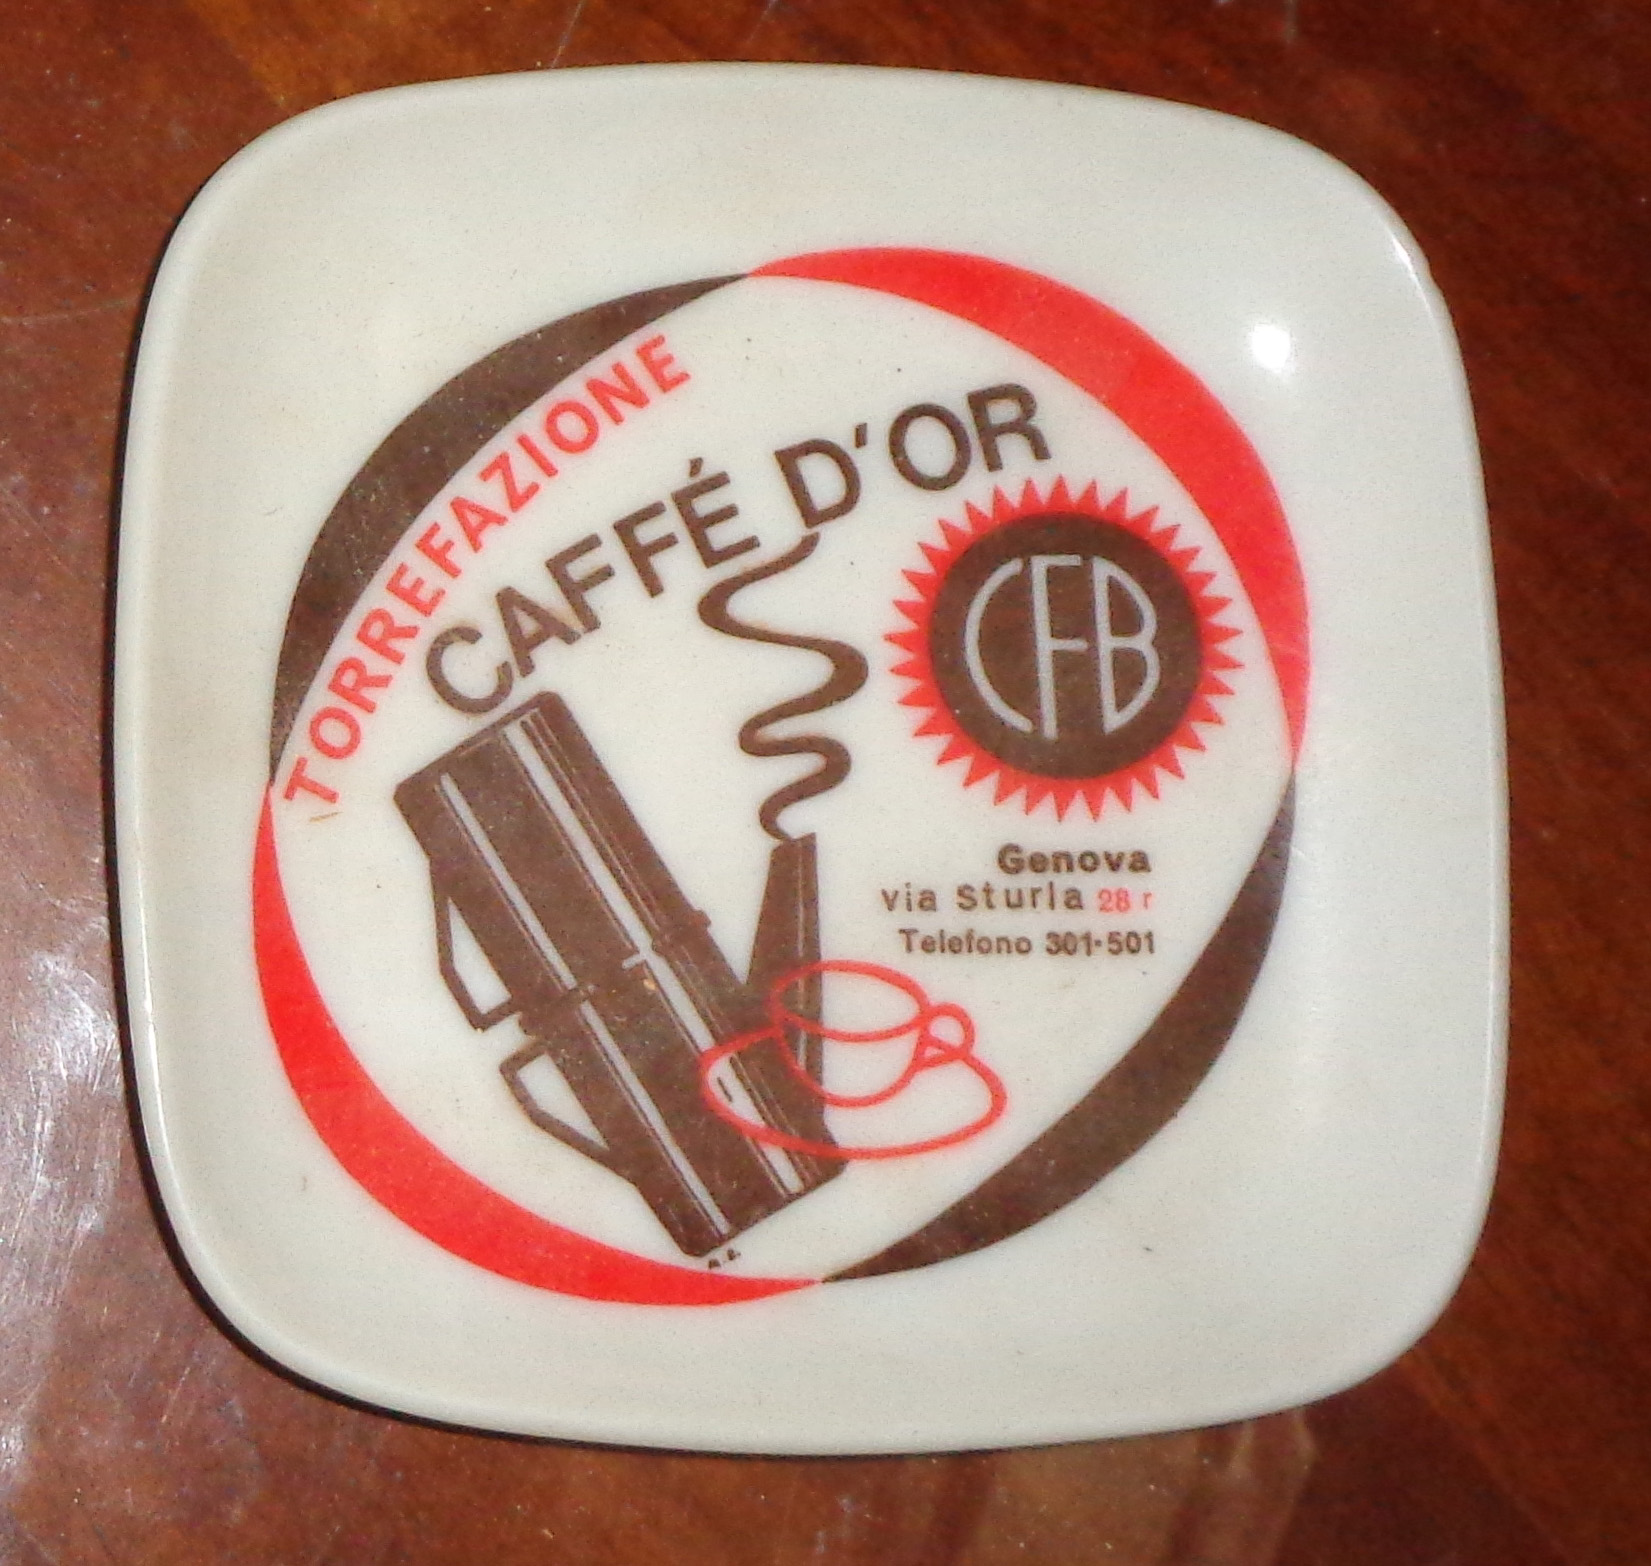 TORREFAZIONE
CAFFÉ D'OR
CFB
Genova
via Sturla 28 r
Telefono 301-501